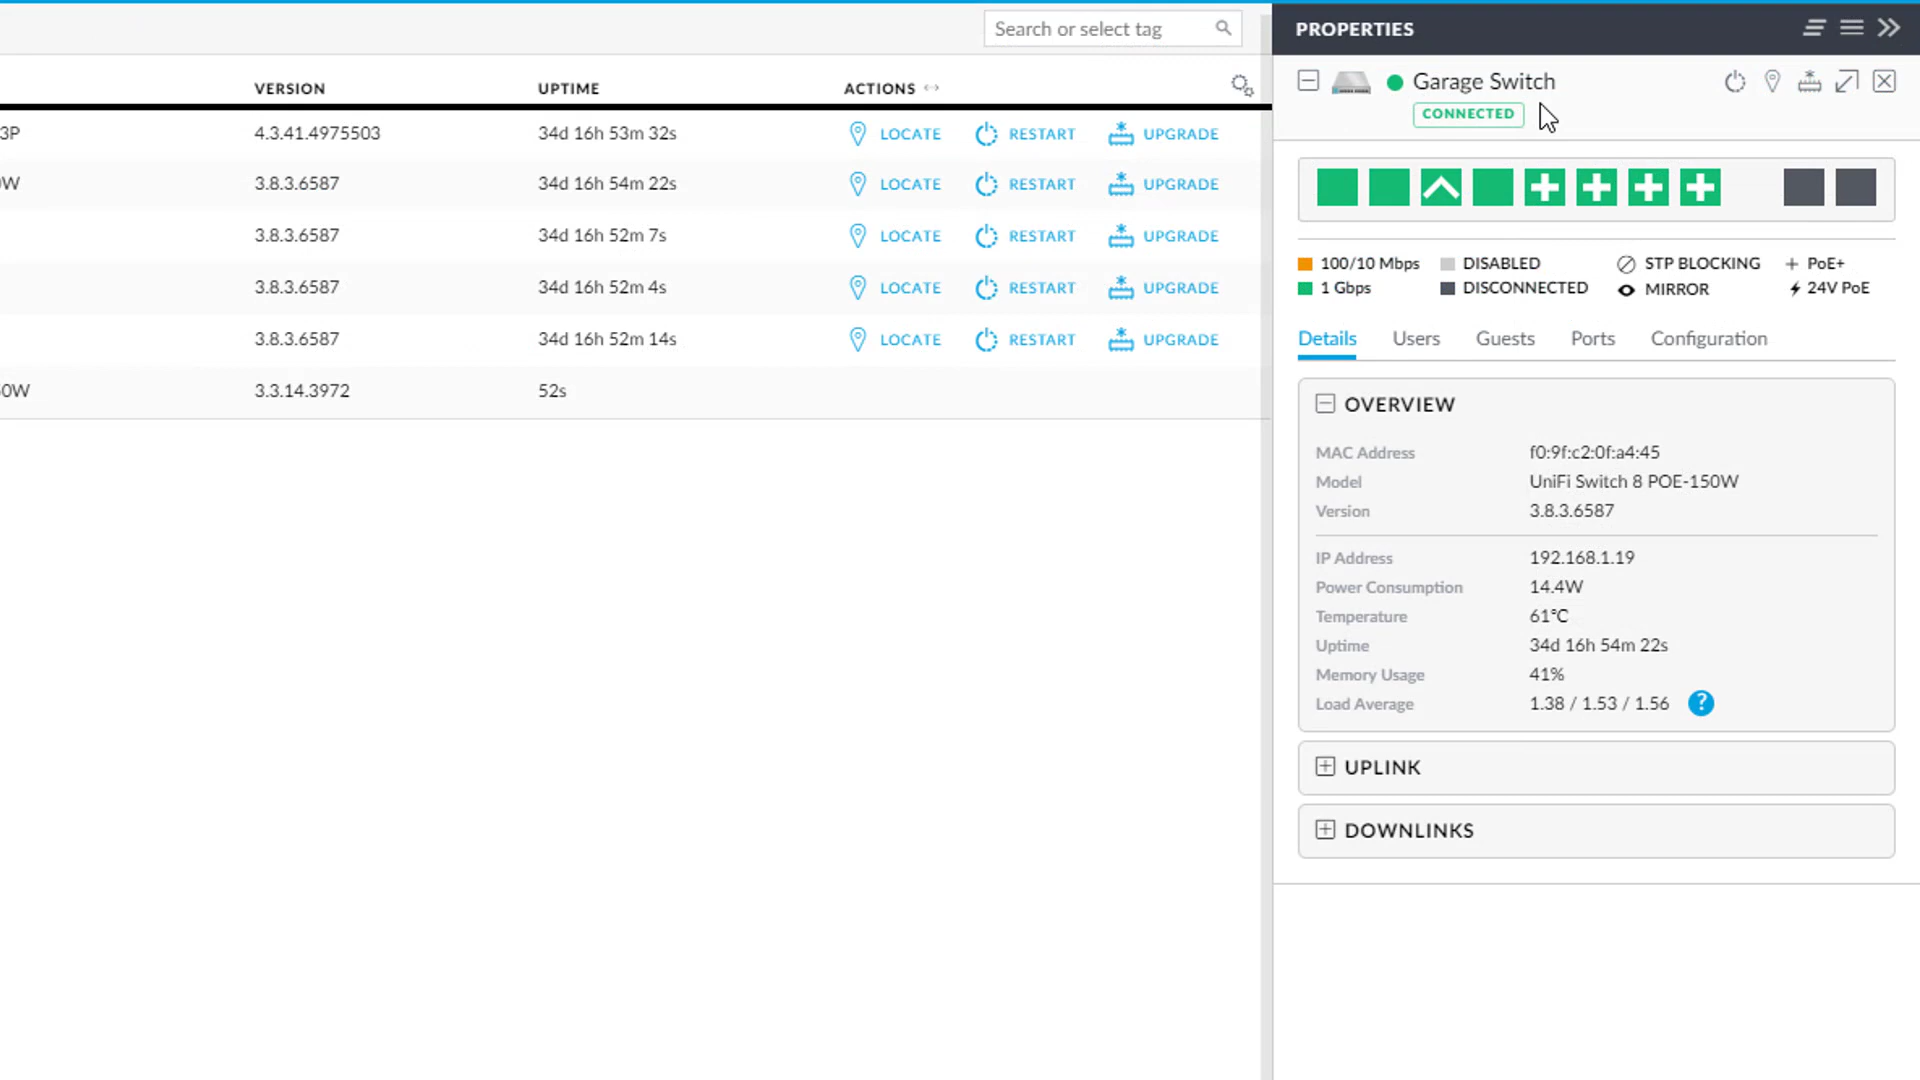 Search or select tag
VERSION UPTIME ACTIONS
3P 4.3.41.4975503 34d 16h 53m 32s LOCATE RESTART UPGRADE
W 3.8.3.6587 34d 16h 54m 22s LOCATE RESTART UPGRADE
3.8.3.6587 34d 16h 52m 7s LOCATE RESTART UPGRADE
3.8.3.6587 34d 16h 52m 4s LOCATE RESTART UPGRADE
3.8.3.6587 34d 16h 52m 14s LOCATE RESTART UPGRADE
0W 3.3.14.3972 52s
PROPERTIES
Garage Switch
CONNECTED
100/10 Mbps DISABLED STP BLOCKING PoE+
1 Gbps DISCONNECTED MIRROR 24V PoE
Details Users Guests Ports Configuration
OVERVIEW
MAC Address f0:9f:c2:0f:a4:45
Model UniFi Switch 8 POE-150W
Version 3.8.3.6587
IP Address 192.168.1.19
Power Consumption 14.4W
Temperature 61°C
Uptime 34d 16h 54m 22s
Memory Usage 41%
Load Average 1.38 / 1.53 / 1.56 ?
UPLINK
DOWNLINKS